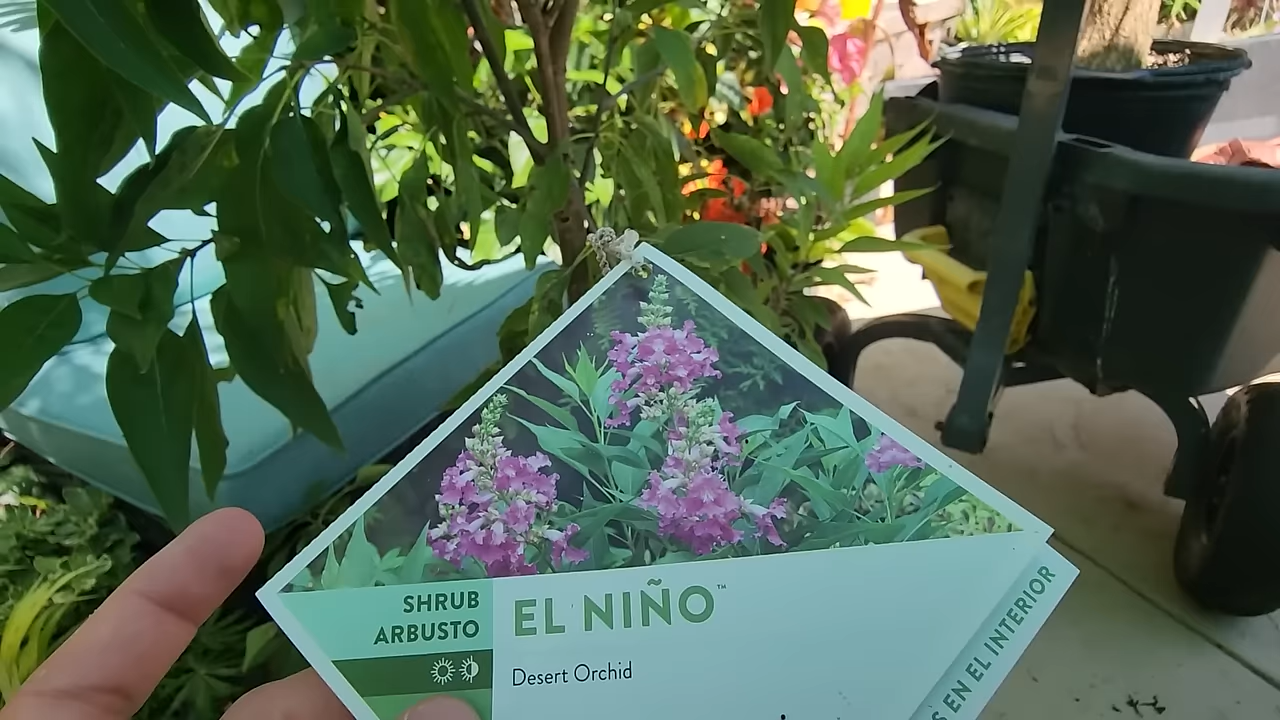 SHRUB
ARBUSTO
EL NIÑO™
Desert Orchid
EN EL INTERIOR